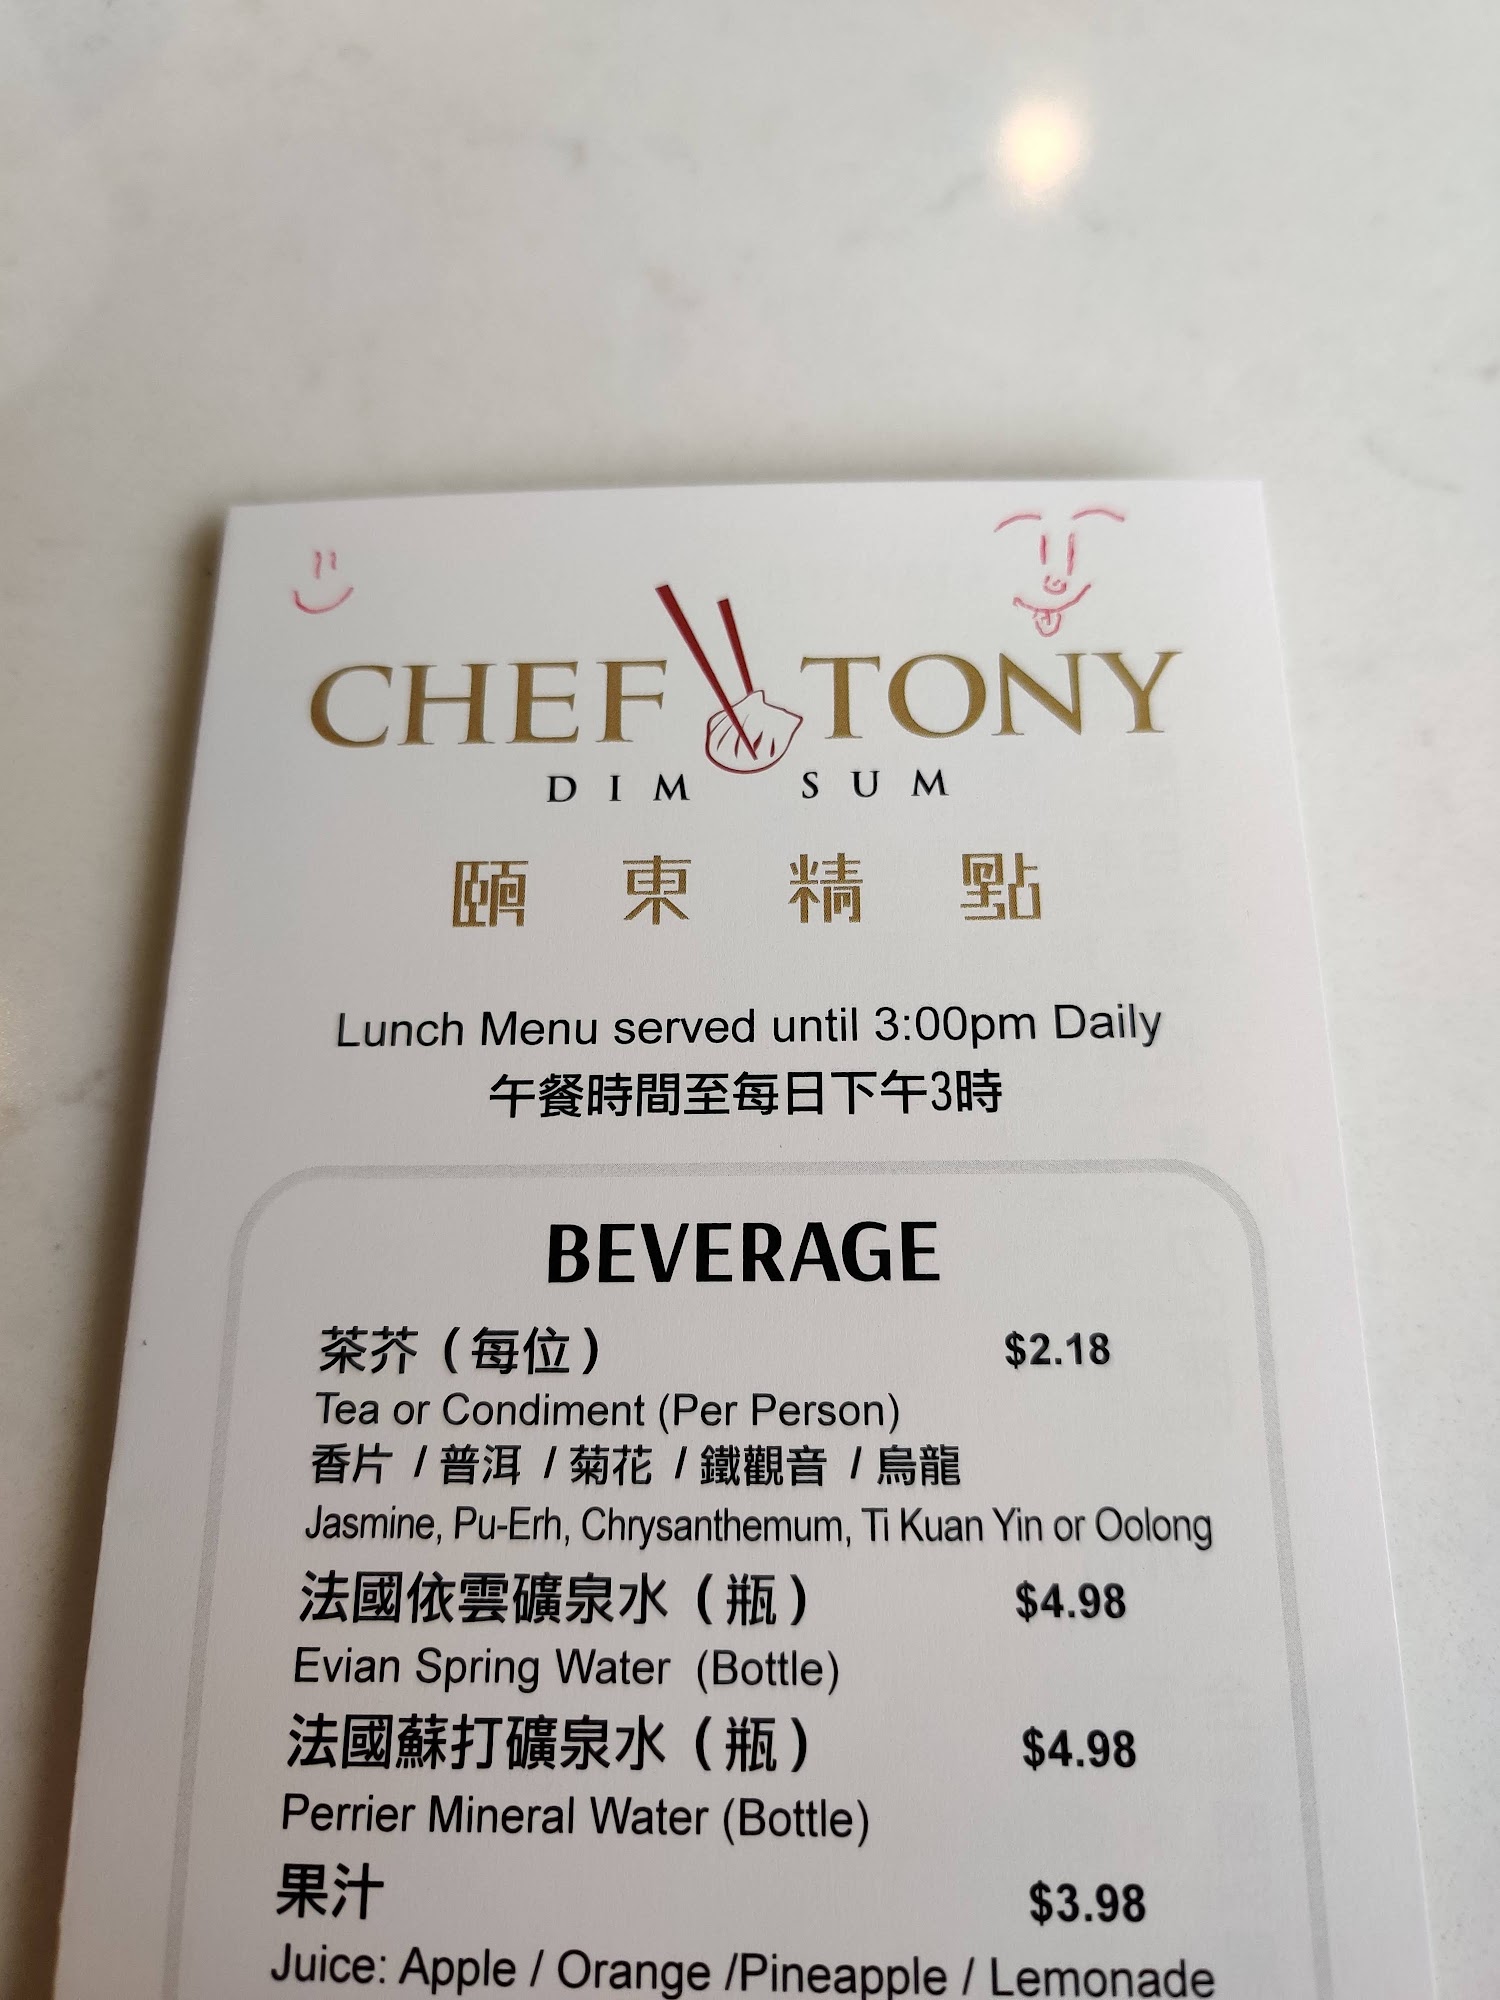 CHEF TONY
DIM SUM
頤東精點
Lunch Menu served until 3:00pm Daily
午餐時間至每日下午3時
BEVERAGE
茶芥（每位） $2.18
Tea or Condiment (Per Person)
香片 / 普洱 / 菊花 / 鐵觀音 / 烏龍
Jasmine, Pu-Erh, Chrysanthemum, Ti Kuan Yin or Oolong
法國依雲礦泉水（瓶） $4.98
Evian Spring Water (Bottle)
法國蘇打礦泉水（瓶） $4.98
Perrier Mineral Water (Bottle)
果汁 $3.98
Juice: Apple / Orange /Pineapple / Lemonade